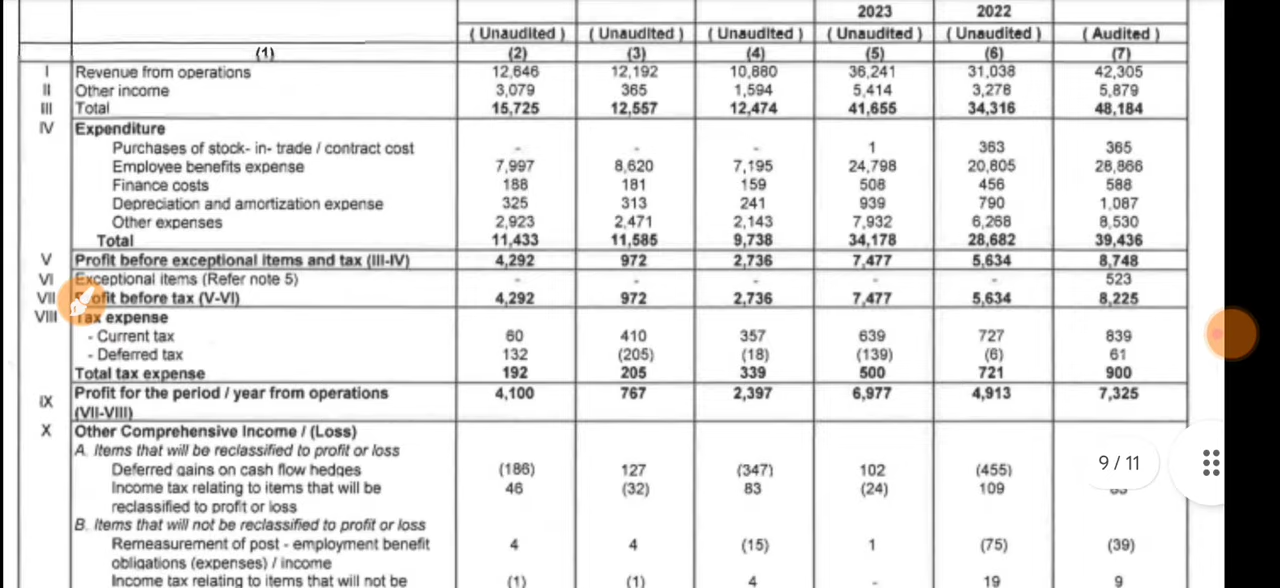 2023 2022
( Unaudited ) ( Unaudited ) ( Unaudited ) ( Unaudited ) ( Unaudited ) ( Audited )
(1) (2) (3) (4) (5) (6) (7)
I Revenue from operations 12,646 12,192 10,880 36,241 31,038 42,305
II Other income 3,079 365 1,594 5,414 3,278 5,879
III Total 15,725 12,557 12,474 41,655 34,316 48,184
IV Expenditure
Purchases of stock- in- trade / contract cost - - - 1 363 365
Employee benefits expense 7,997 8,620 7,195 24,798 20,805 28,866
Finance costs 188 181 159 508 456 588
Depreciation and amortization expense 325 313 241 939 790 1,087
Other expenses 2,923 2,471 2,143 7,932 6,268 8,530
Total 11,433 11,585 9,738 34,178 28,682 39,436
V Profit before exceptional items and tax (III-IV) 4,292 972 2,736 7,477 5,634 8,748
VI Exceptional items (Refer note 5) - - - - - 523
VII ofit before tax (V-VI) 4,292 972 2,736 7,477 5,634 8,225
VIII Tax expense
- Current tax 60 410 357 639 727 839
- Deferred tax 132 (205) (18) (139) (6) 61
Total tax expense 192 205 339 500 721 900
IX Profit for the period / year from operations 4,100 767 2,397 6,977 4,913 7,325
(VII-VIII)
X Other Comprehensive Income / (Loss)
A. Items that will be reclassified to profit or loss
Deferred gains on cash flow hedges (186) 127 (347) 102 (455)
9 / 11
Income tax relating to items that will be 46 (32) 83 (24) 109
reclassified to profit or loss
B. Items that will not be reclassified to profit or loss
Remeasurement of post - employment benefit 4 4 (15) 1 (75) (39)
obligations (expenses) / income
Income tax relating to items that will not be (1) (1) 4 - 19 9